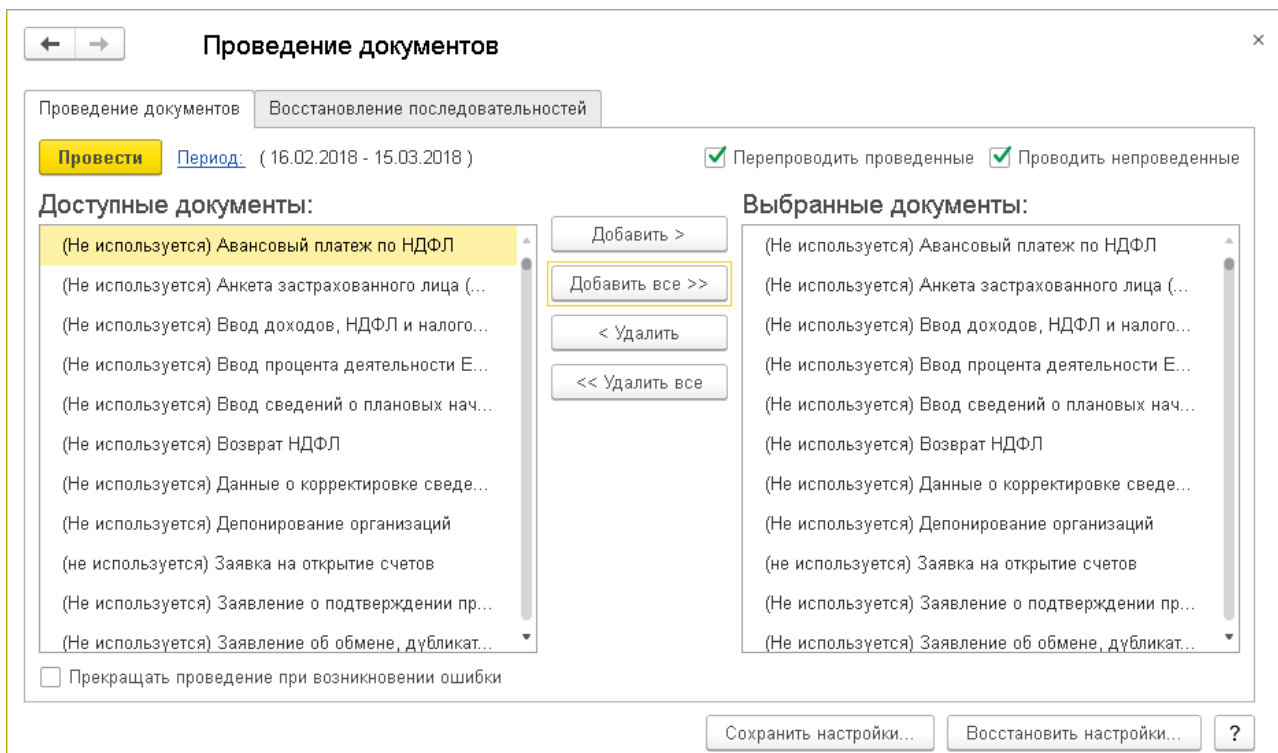 Проведение документов
Проведение документов
Восстановление последовательностей
Провести
Период: ( 16.02.2018 - 15.03.2018 )
Перепроводить проведенные
Проводить непроведенные
Доступные документы:
(Не используется) Авансовый платеж по НДФЛ
(Не используется) Анкета застрахованного лица (...
(Не используется) Ввод доходов, НДФЛ и налого...
(Не используется) Ввод процента деятельности Е...
(Не используется) Ввод сведений о плановых нач...
(Не используется) Возврат НДФЛ
(Не используется) Данные о корректировке сведе...
(Не используется) Депонирование организаций
(не используется) Заявка на открытие счетов
(Не используется) Заявление о подтверждении пр...
(Не используется) Заявление об обмене, дубликат...
Добавить >
Добавить все >>
< Удалить
<< Удалить все
Выбранные документы:
(Не используется) Авансовый платеж по НДФЛ
(Не используется) Анкета застрахованного лица (...
(Не используется) Ввод доходов, НДФЛ и налого...
(Не используется) Ввод процента деятельности Е...
(Не используется) Ввод сведений о плановых нач...
(Не используется) Возврат НДФЛ
(Не используется) Данные о корректировке сведе...
(Не используется) Депонирование организаций
(не используется) Заявка на открытие счетов
(Не используется) Заявление о подтверждении пр...
(Не используется) Заявление об обмене, дубликат...
Прекращать проведение при возникновении ошибки
Сохранить настройки...
Восстановить настройки...
?